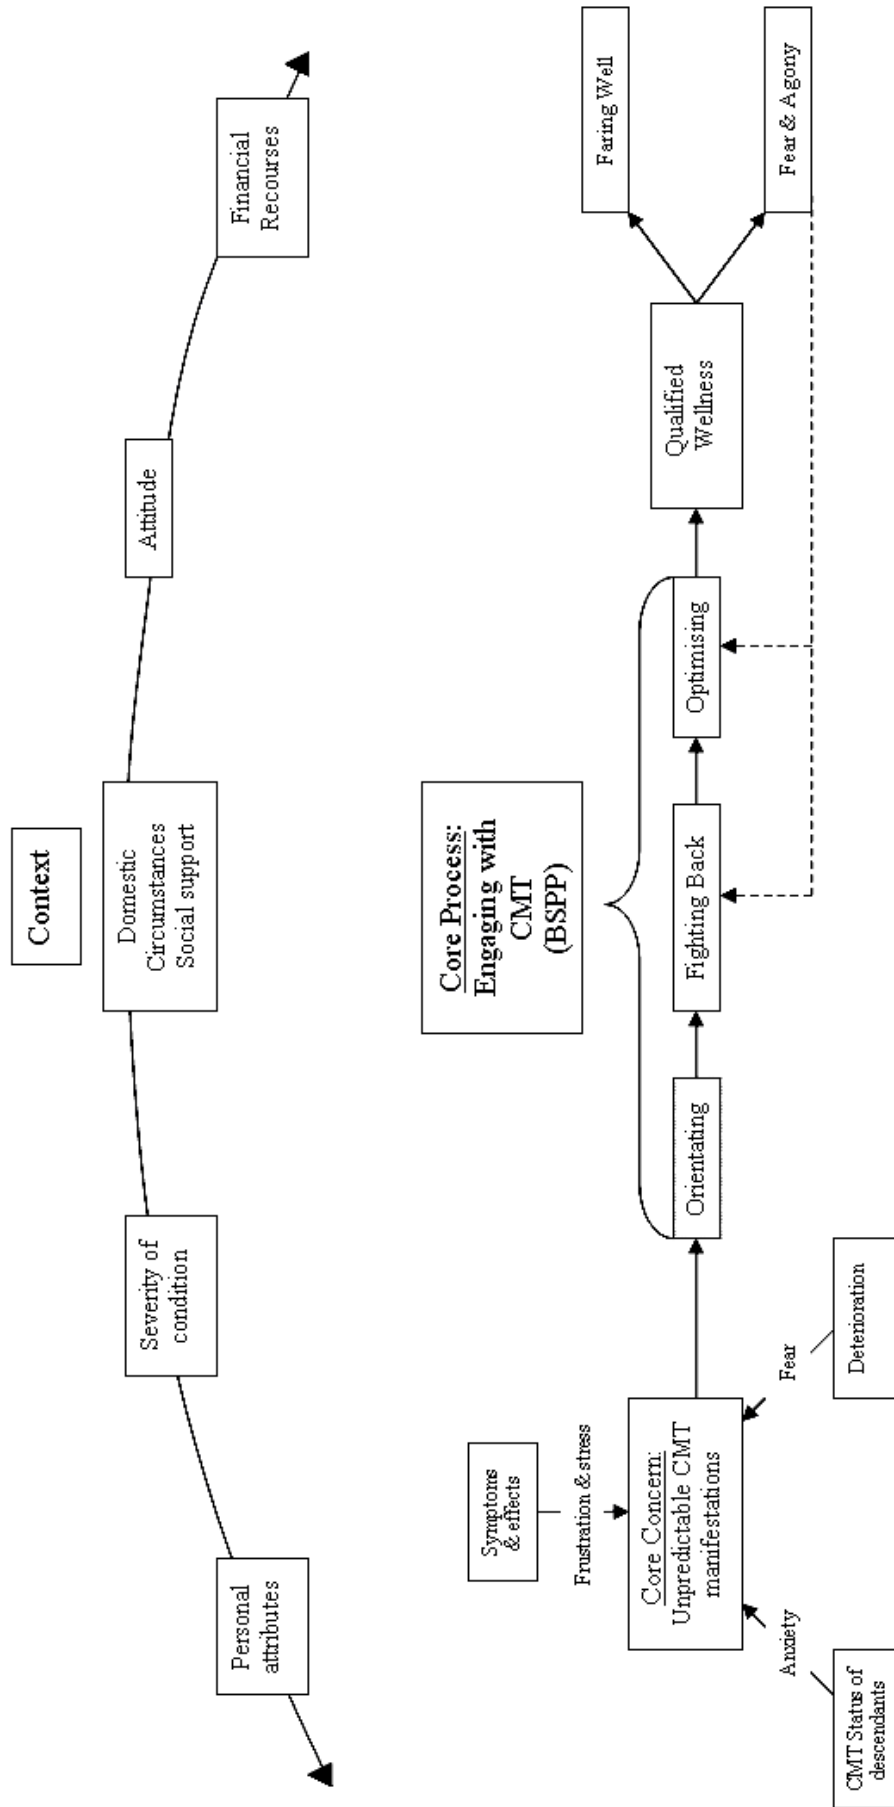 Context
Personal
attributes
Severity of
condition
Domestic
Circumstances
Social support
Attitude
Financial
Recourses
Core Process:
Engaging with
CMT
(BSPP)
Symptoms
& effects
Frustration & stress
Core Concern:
Unpredictable CMT
manifestations
Anxiety
CMT Status of
descendants
Fear
Deterioration
Orientating
Fighting Back
Optimising
Qualified
Wellness
Faring Well
Fear & Agony